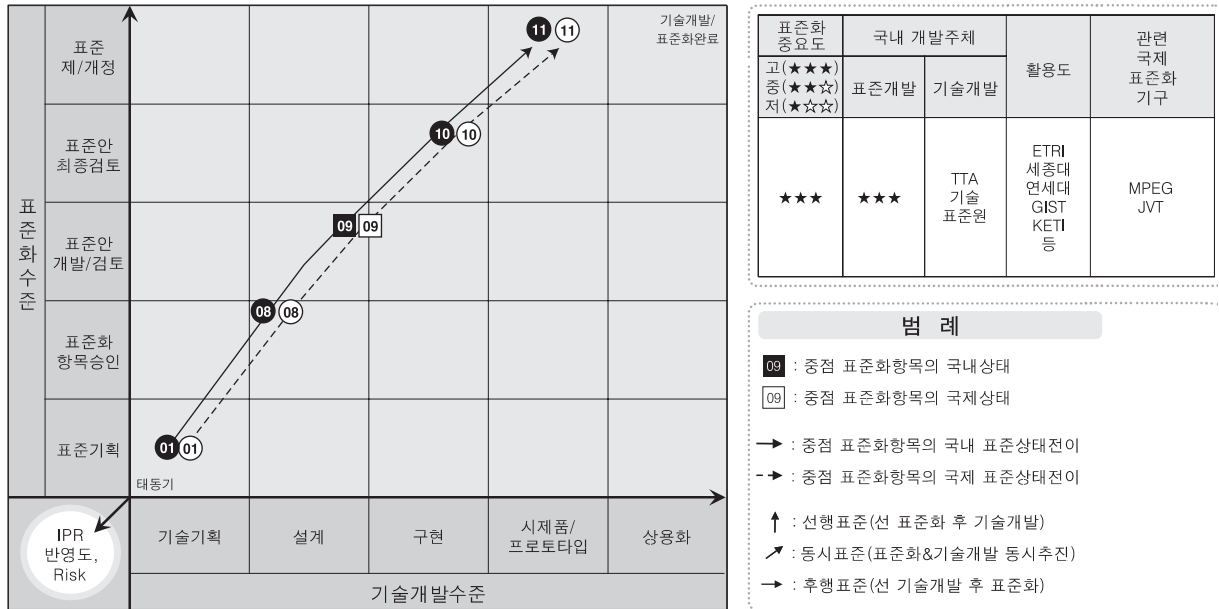 기술개발/
표준화완료
표준
제/개정
표준안
최종검토
표준안
개발/검토
표준화
항목승인
표준기획
표준화수준
11 11
10 10
09 09
08 08
01 01
태동기
IPR
반영도,
Risk
기술기획
설계
구현
시제품/
프로토타입
상용화
기술개발수준
표준화
중요도
국내 개발주체
활용도
관련
국제
표준화
기구
고(★★★)
중(★★☆)
저(★☆☆)
표준개발
기술개발
★★★
★★★
TTA
기술
표준원
ETRI
세종대
연세대
GIST
KETI
등
MPEG
JVT
범 례
09 : 중점 표준화항목의 국내상태
09 : 중점 표준화항목의 국제상태
→ : 중점 표준화항목의 국내 표준상태전이
⇢ : 중점 표준화항목의 국제 표준상태전이
↑ : 선행표준(선 표준화 후 기술개발)
↗ : 동시표준(표준화&기술개발 동시추진)
→ : 후행표준(선 기술개발 후 표준화)